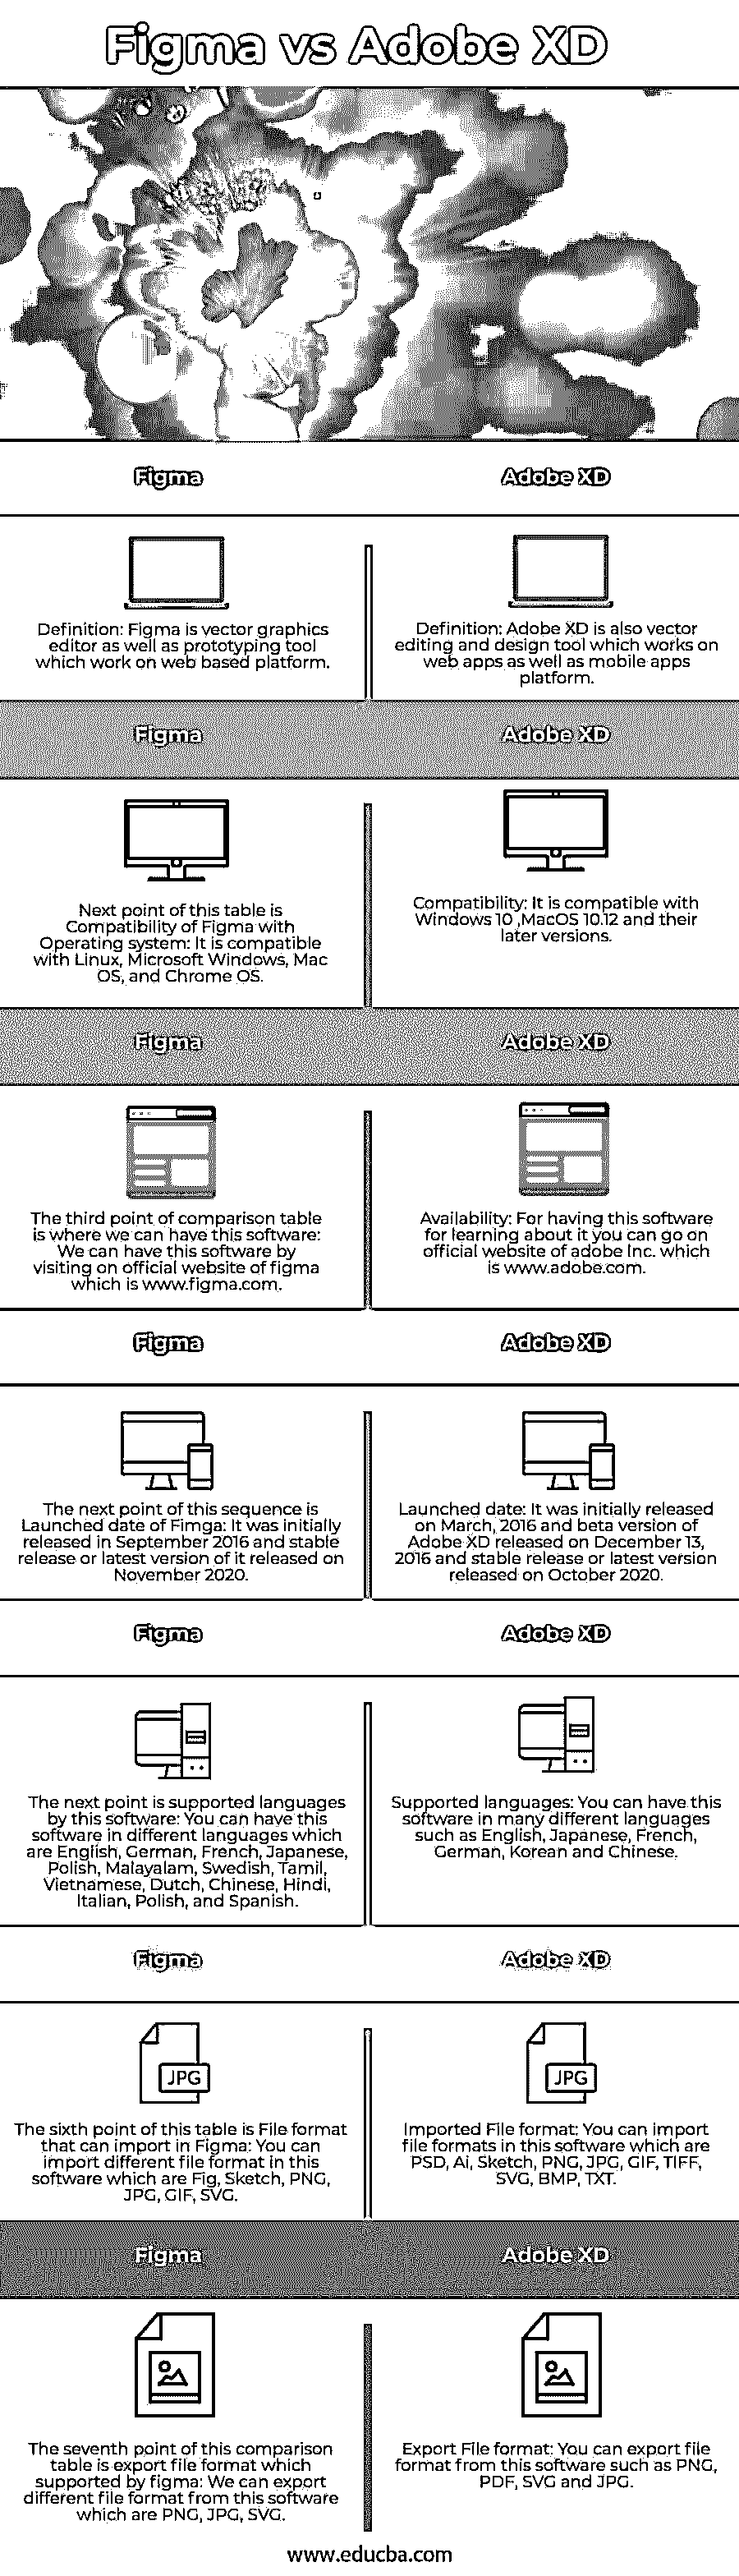 Figma vs Adobe XD
Figma
Adobe XD
Definition: Figma is vector graphics
editor as well as prototyping tool
which work on web based platform.
Definition: Adobe XD is also vector
editing and design tool which works on
web apps as well as mobile apps
platform.
Figma
Adobe XD
Next point of this table is
Compatibility of Figma with
Operating system: It is compatible
with Linux, Microsoft Windows, Mac
OS, and Chrome OS.
Compatibility: It is compatible with
Windows 10 ,MacOS 10.12 and their
later versions.
Figma
Adobe XD
The third point of comparison table
is where we can have this software:
We can have this software by
visiting on official website of figma
which is www.figma.com.
Availability: For having this software
for learning about it you can go on
official website of adobe Inc. which
is www.adobe.com.
Figma
Adobe XD
The next point of this sequence is
Launched date of Fimga: It was initially
released in September 2016 and stable
release or latest version of it released on
November 2020.
Launched date: It was initially released
on March, 2016 and beta version of
Adobe XD released on December 13,
2016 and stable release or latest version
released on October 2020.
Figma
Adobe XD
The next point is supported languages
by this software: You can have this
software in different languages which
are English, German, French, Japanese,
Polish, Malayalam, Swedish, Tamil,
Vietnamese, Dutch, Chinese, Hindi,
Italian, Polish, and Spanish.
Supported languages: You can have this
software in many different languages
such as English, Japanese, French,
German, Korean and Chinese.
Figma
Adobe XD
JPG
The sixth point of this table is File format
that can import in Figma: You can
import different file format in this
software which are Fig, Sketch, PNG,
JPG, GIF, SVG.
JPG
Imported File format: You can import
file formats in this software which are
PSD, Ai, Sketch, PNG, JPG, GIF, TIFF,
SVG, BMP, TXT.
Figma
Adobe XD
The seventh point of this comparison
table is export file format which
supported by figma: We can export
different file format from this software
which are PNG, JPG, SVG.
Export File format: You can export file
format from this software such as PNG,
PDF, SVG and JPG.
www.educba.com